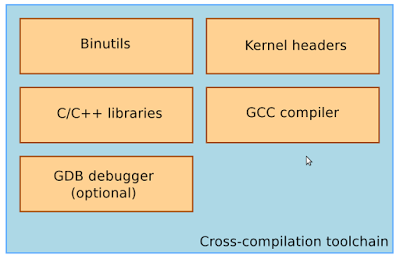 Binutils
Kernel headers
C/C++ libraries
GCC compiler
GDB debugger
(optional)
Cross-compilation toolchain